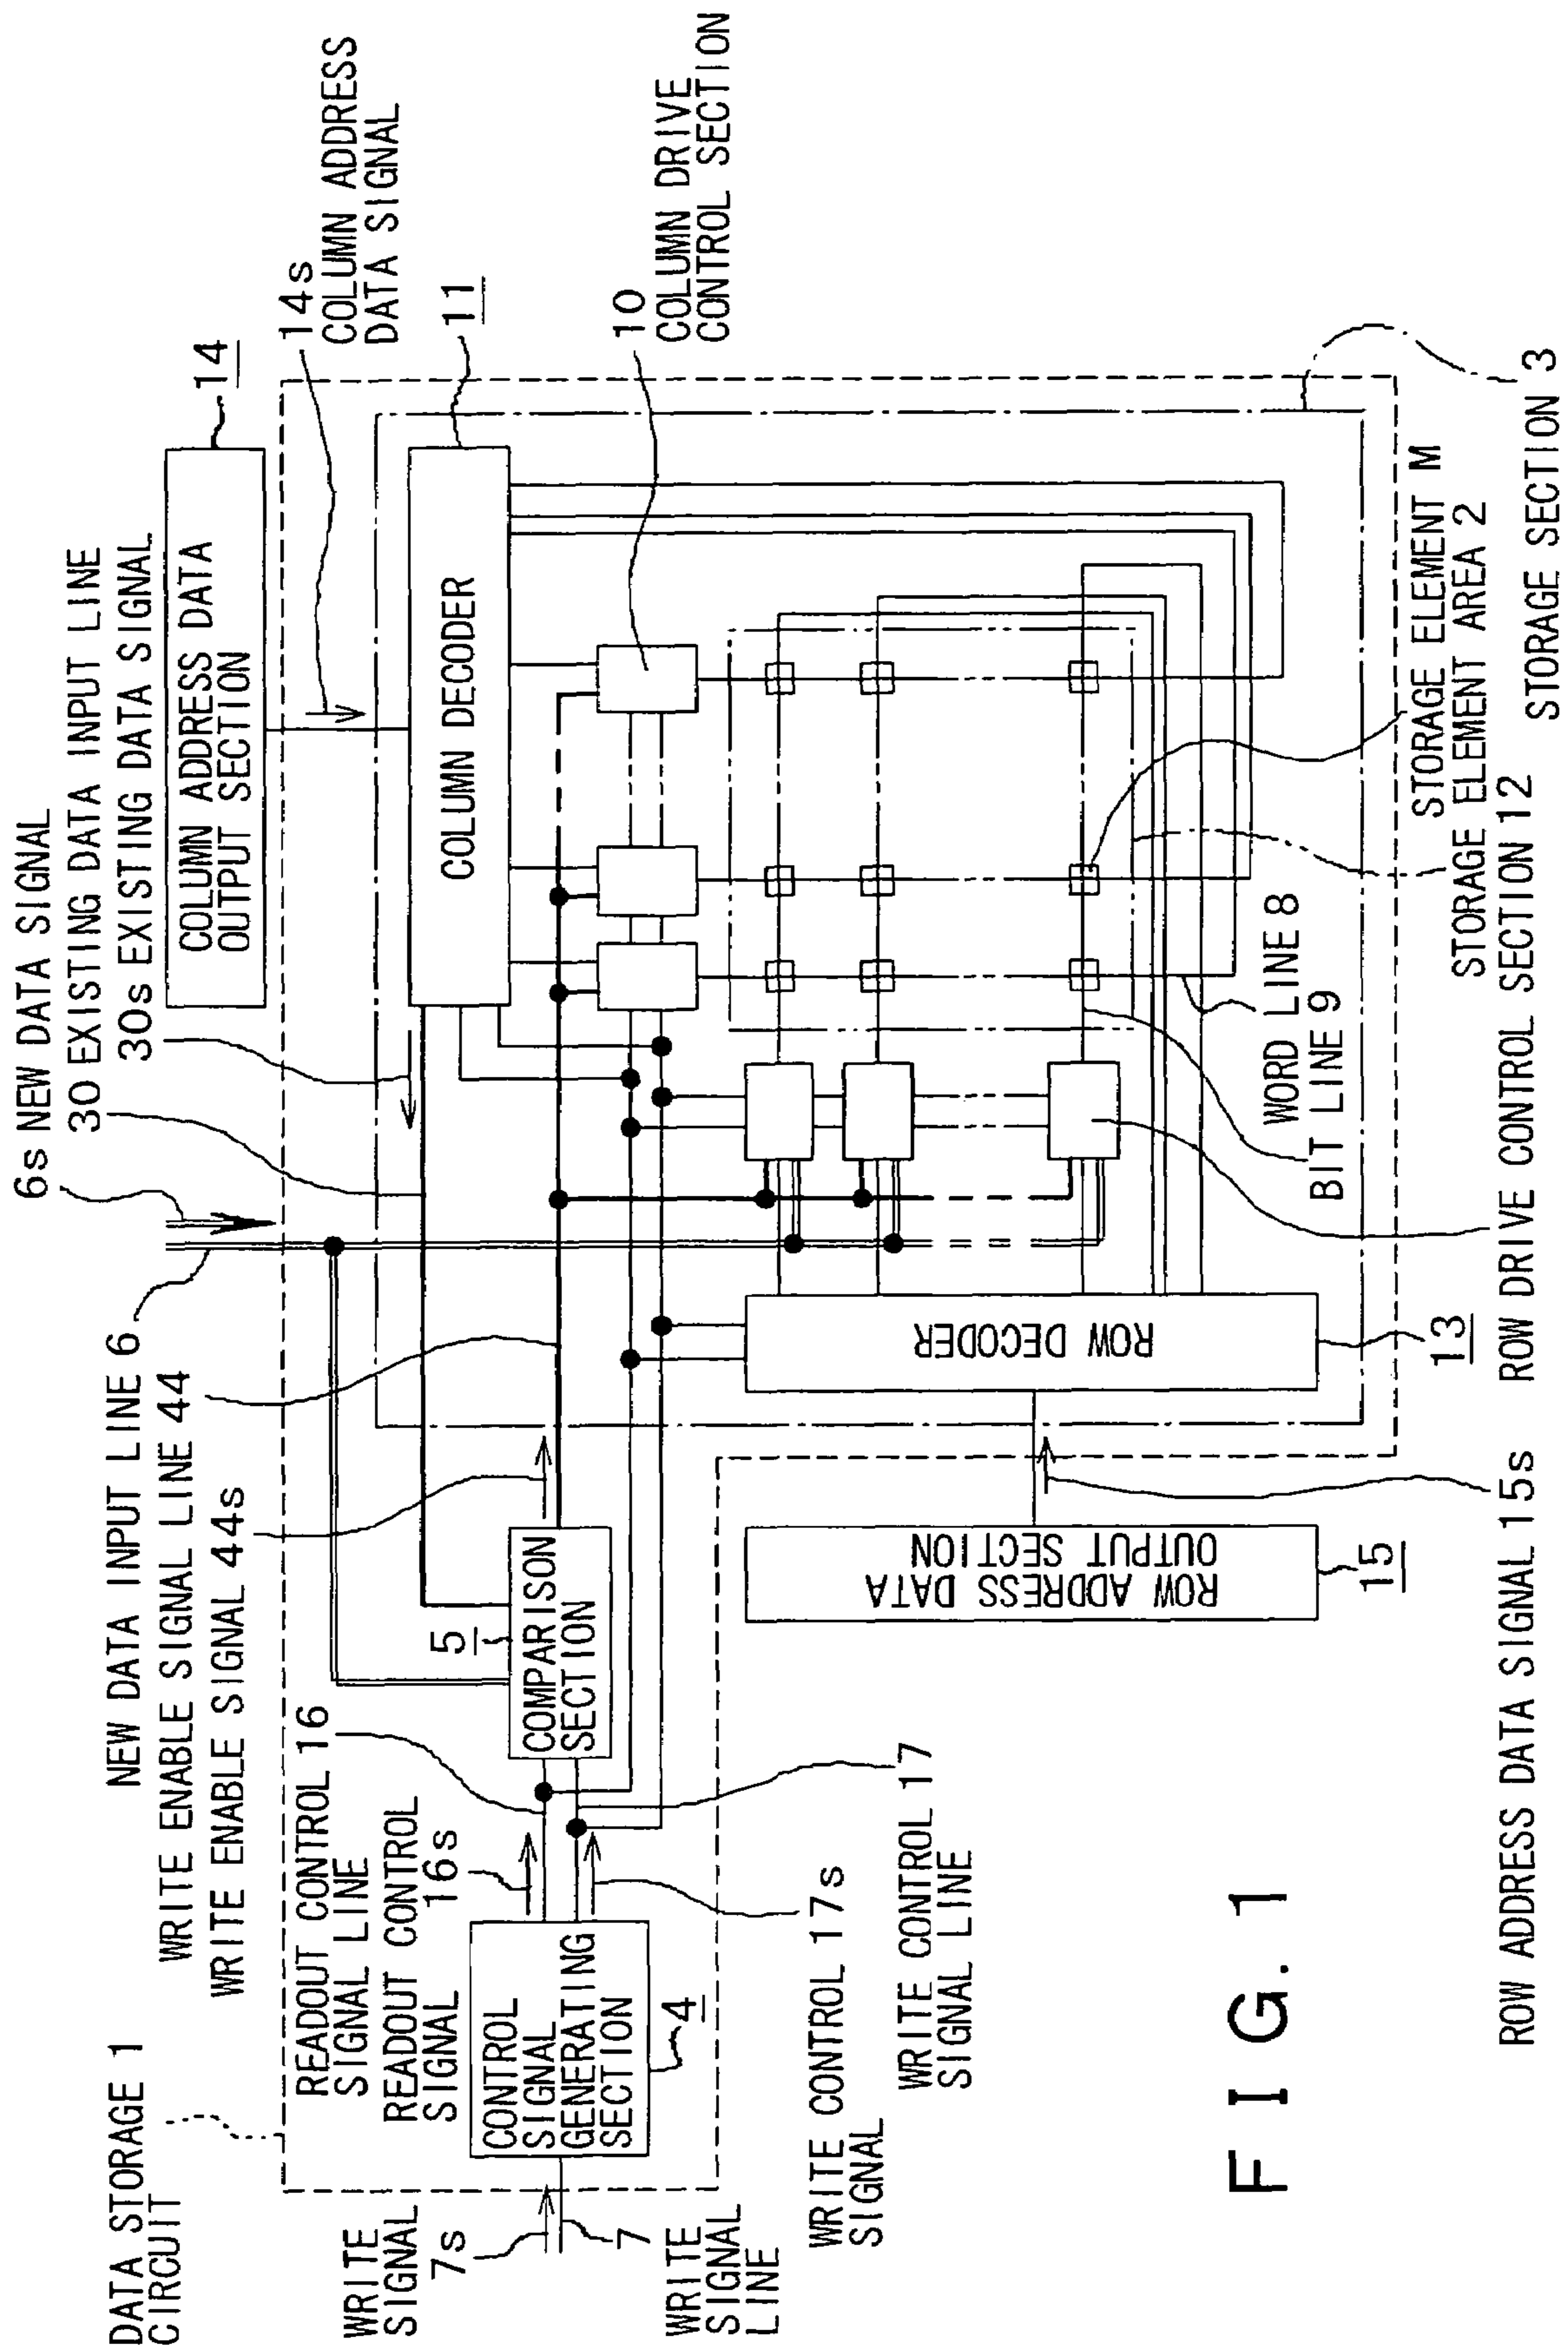 DATA STORAGE 1
CIRCUIT
WRITE
SIGNAL
7s
7
WRITE
SIGNAL
LINE
READOUT CONTROL 16
SIGNAL LINE
READOUT CONTROL
SIGNAL 16s
CONTROL
SIGNAL
GENERATING
SECTION
4
WRITE CONTROL 17s
SIGNAL
WRITE CONTROL 17
SIGNAL LINE
NEW DATA INPUT LINE 6
WRITE ENABLE SIGNAL LINE 44
WRITE ENABLE SIGNAL 44s
5
COMPARISON
SECTION
6s NEW DATA SIGNAL
30 EXISTING DATA INPUT LINE
30s EXISTING DATA SIGNAL
COLUMN ADDRESS DATA
OUTPUT SECTION
14
14s
COLUMN ADDRESS
DATA SIGNAL
COLUMN DECODER
11
10
COLUMN DRIVE
CONTROL SECTION
ROW DECODER
13
ROW ADDRESS DATA
OUTPUT SECTION
15
WORD LINE 8
BIT LINE 9
STORAGE ELEMENT M
STORAGE ELEMENT AREA 2
ROW DRIVE CONTROL SECTION 12
STORAGE SECTION 3
ROW ADDRESS DATA SIGNAL 15s
FIG. 1